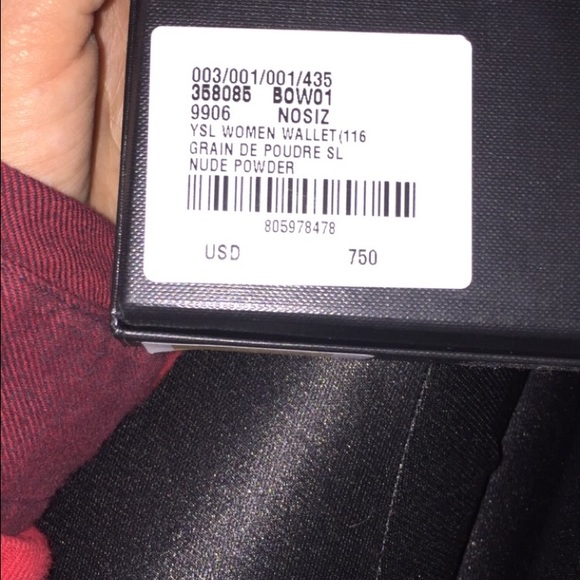 003/001/001/435
358085 BOW01
9906 NOSIZ
YSL WOMEN WALLET(116
GRAIN DE POUDRE SL
NUDE POWDER
805978478
USD 750